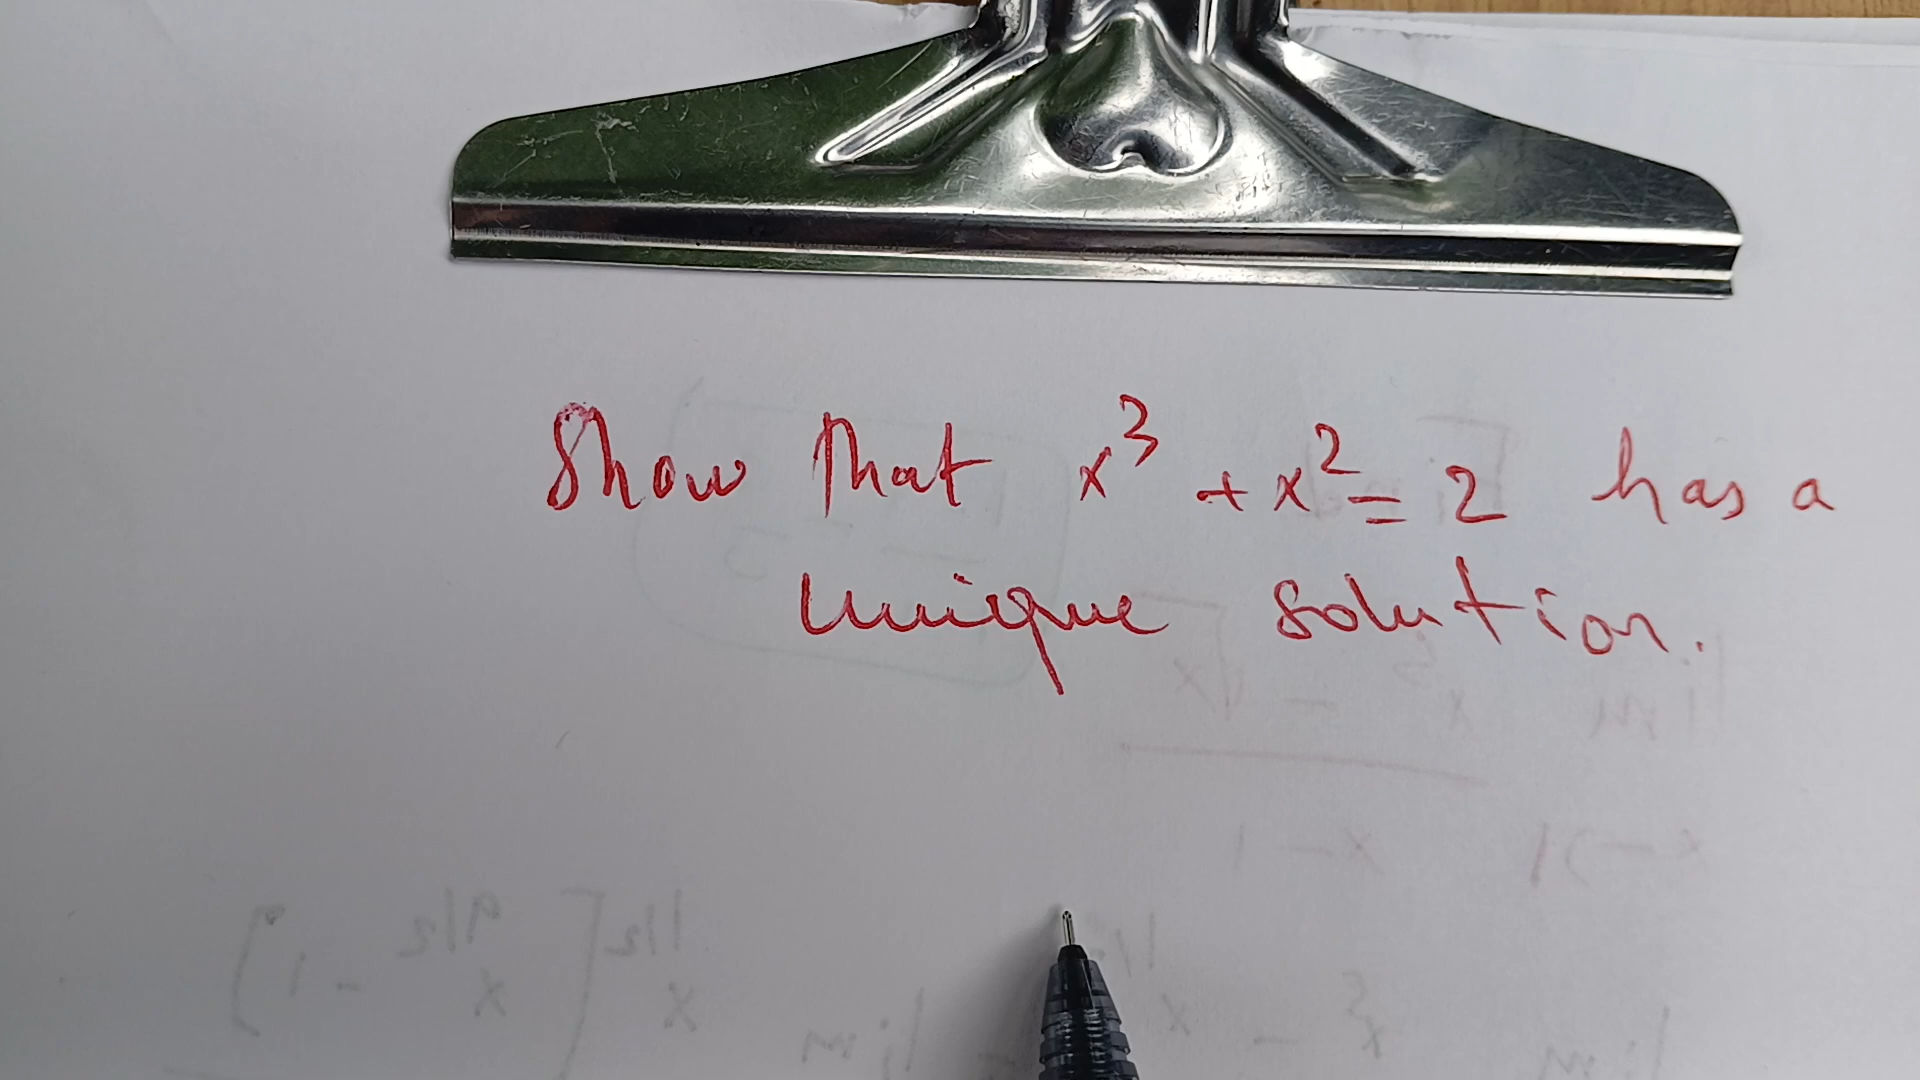 Show that x³ + x² = 2 has a
unique solution.